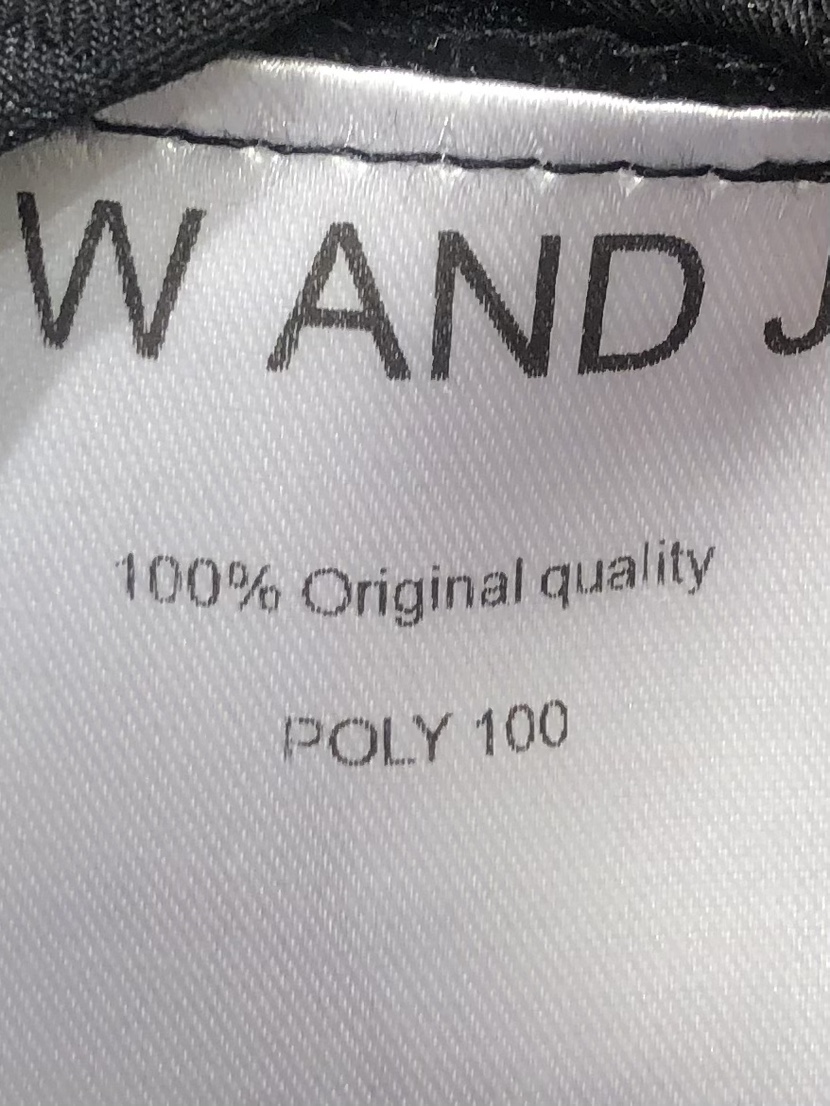 W AND J
100% Original quality
POLY 100